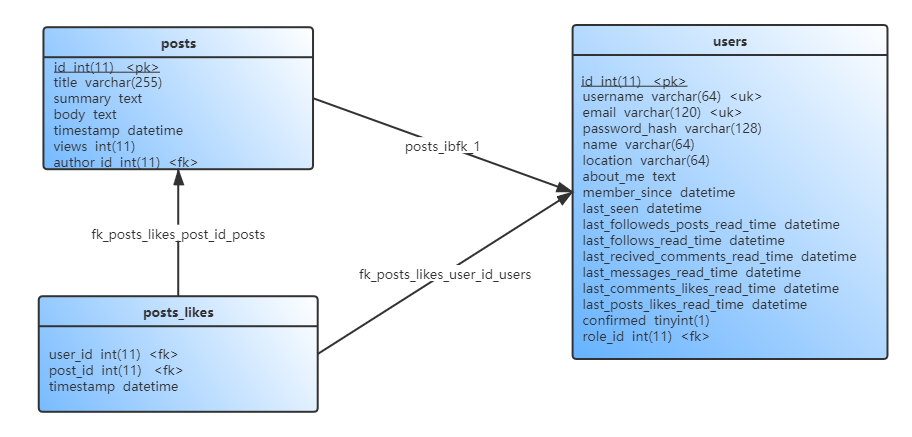 posts
id int(11) <pk>
title varchar(255)
summary text
body text
timestamp datetime
views int(11)
author_id int(11) <fk>
users
id int(11) <pk>
username varchar(64) <uk>
email varchar(120) <uk>
password_hash varchar(128)
name varchar(64)
location varchar(64)
about_me text
member_since datetime
last_seen datetime
last_followeds_posts_read_time datetime
last_follows_read_time datetime
last_recived_comments_read_time datetime
last_messages_read_time datetime
last_comments_likes_read_time datetime
last_posts_likes_read_time datetime
confirmed tinyint(1)
role_id int(11) <fk>
posts_ibfk_1
fk_posts_likes_post_id_posts
fk_posts_likes_user_id_users
posts_likes
user_id int(11) <fk>
post_id int(11) <fk>
timestamp datetime